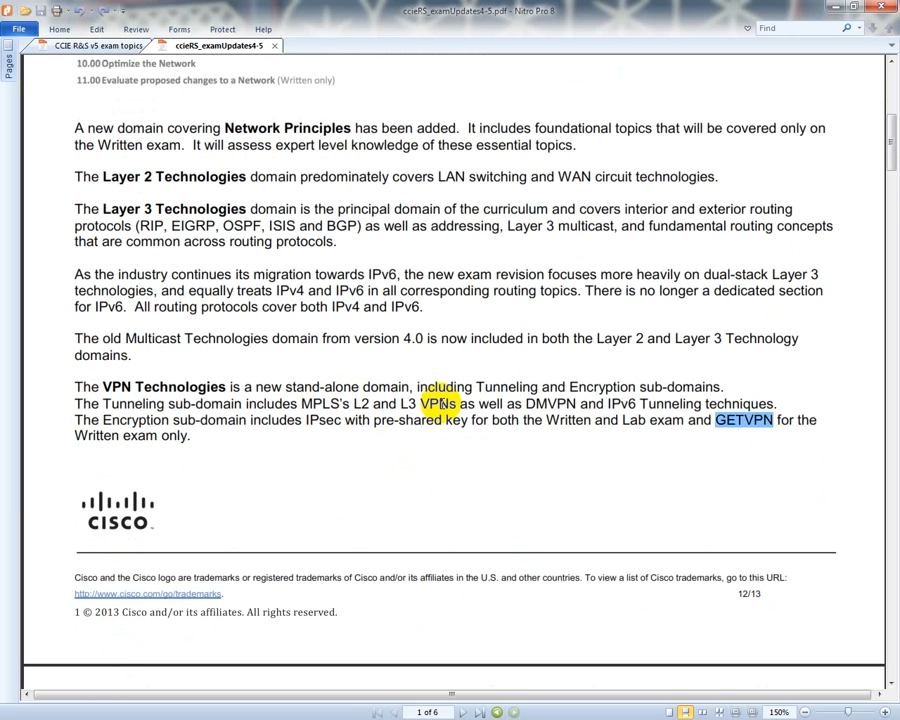 ccieRS_examUpdates4-5.pdf - Nitro Pro 8
File Home Edit Review Forms Protect Help Find
CCIE R&S v5 exam topics ccieRS_examUpdates4-5
Pages
10.00 Optimize the Network
11.00 Evaluate proposed changes to a Network (Written only)
A new domain covering Network Principles has been added. It includes foundational topics that will be covered only on
the Written exam. It will assess expert level knowledge of these essential topics.
The Layer 2 Technologies domain predominately covers LAN switching and WAN circuit technologies.
The Layer 3 Technologies domain is the principal domain of the curriculum and covers interior and exterior routing
protocols (RIP, EIGRP, OSPF, ISIS and BGP) as well as addressing, Layer 3 multicast, and fundamental routing concepts
that are common across routing protocols.
As the industry continues its migration towards IPv6, the new exam revision focuses more heavily on dual-stack Layer 3
technologies, and equally treats IPv4 and IPv6 in all corresponding routing topics. There is no longer a dedicated section
for IPv6. All routing protocols cover both IPv4 and IPv6.
The old Multicast Technologies domain from version 4.0 is now included in both the Layer 2 and Layer 3 Technology
domains.
The VPN Technologies is a new stand-alone domain, including Tunneling and Encryption sub-domains.
The Tunneling sub-domain includes MPLS's L2 and L3 VPNs as well as DMVPN and IPv6 Tunneling techniques.
The Encryption sub-domain includes IPsec with pre-shared key for both the Written and Lab exam and GETVPN for the
Written exam only.
CISCO
Cisco and the Cisco logo are trademarks or registered trademarks of Cisco and/or its affiliates in the U.S. and other countries. To view a list of Cisco trademarks, go to this URL:
http://www.cisco.com/go/trademarks. 12/13
1 © 2013 Cisco and/or its affiliates. All rights reserved.
1 of 6 150%